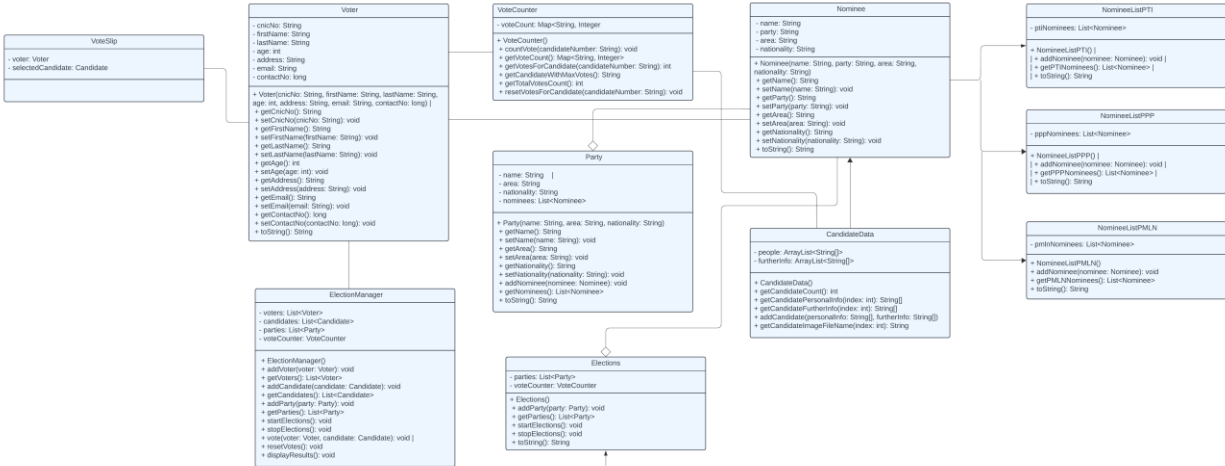 VoteSlip
- voter: Voter
- selectedCandidate: Candidate
Voter
- cnicNo: String
- firstName: String
- lastName: String
- age: int
- address: String
- email: String
- contactNo: long
+ Voter(cnicNo: String, firstName: String, lastName: String,
age: int, address: String, email: String, contactNo: long) |
+ getCnicNo(): String
+ setCnicNo(cnicNo: String): void
+ getFirstName(): String
+ setFirstName(firstName: String): void
+ getLastName(): String
+ setLastName(lastName: String): void
+ getAge(): int
+ setAge(age: int): void
+ getAddress(): String
+ setAddress(address: String): void
+ getEmail(): String
+ setEmail(email: String): void
+ getContactNo(): long
+ setContactNo(contactNo: long): void
+ toString(): String
ElectionManager
- voters: List<Voter>
- candidates: List<Candidate>
- parties: List<Party>
- voteCounter: VoteCounter
+ ElectionManager()
+ addVoter(voter: Voter): void
+ getVoters(): List<Voter>
+ addCandidate(candidate: Candidate): void
+ getCandidates(): List<Candidate>
+ addParty(party: Party): void
+ getParties(): List<Party>
+ startElections(): void
+ stopElections(): void
+ vote(voter: Voter, candidate: Candidate): void |
+ resetVotes(): void
+ displayResults(): void
VoteCounter
- voteCount: Map<String, Integer
+ VoteCounter()
+ countVote(candidateNumber: String): void
+ getVoteCount(): Map<String, Integer>
+ getVotesForCandidate(candidateNumber: String): int
+ getCandidateWithMaxVotes(): String
+ getTotalVotesCount(): int
+ resetVotesForCandidate(candidateNumber: String): void
Party
- name: String |
- area: String
- nationality: String
- nominees: List<Nominee>
+ Party(name: String, area: String, nationality: String)
+ getName(): String
+ setName(name: String): void
+ getArea(): String
+ setArea(area: String): void
+ getNationality(): String
+ setNationality(nationality: String): void
+ addNominee(nominee: Nominee): void
+ getNominees(): List<Nominee>
+ toString(): String
Elections
- parties: List<Party>
- voteCounter: VoteCounter
+ Elections()
+ addParty(party: Party): void
+ getParties(): List<Party>
+ startElections(): void
+ stopElections(): void
+ toString(): String
Nominee
- name: String
- party: String
- area: String
- nationality: String
+ Nominee(name: String, party: String, area: String,
nationality: String)
+ getName(): String
+ setName(name: String): void
+ getParty(): String
+ setParty(party: String): void
+ getArea(): String
+ setArea(area: String): void
+ getNationality(): String
+ setNationality(nationality: String): void
+ toString(): String
CandidateData
- people: ArrayList<String[]>
- furtherInfo: ArrayList<String[]>
+ CandidateData()
+ getCandidateCount(): int
+ getCandidatePersonalInfo(index: int): String[]
+ getCandidateFurtherInfo(index: int): String[]
+ addCandidate(personalInfo: String[], furtherInfo: String[])
+ getCandidateImageFileName(index: int): String
NomineeListPTI
- ptiNominees: List<Nominee>
+ NomineeListPTI() |
| + addNominee(nominee: Nominee): void |
| + getPTINominees(): List<Nominee> |
| + toString(): String
NomineeListPPP
- pppNominees: List<Nominee>
+ NomineeListPPP() |
| + addNominee(nominee: Nominee): void |
| + getPPPNominees(): List<Nominee> |
| + toString(): String
NomineeListPMLN
- pmlnNominees: List<Nominee>
+ NomineeListPMLN()
+ addNominee(nominee: Nominee): void
+ getPMLNNominees(): List<Nominee>
+ toString(): String